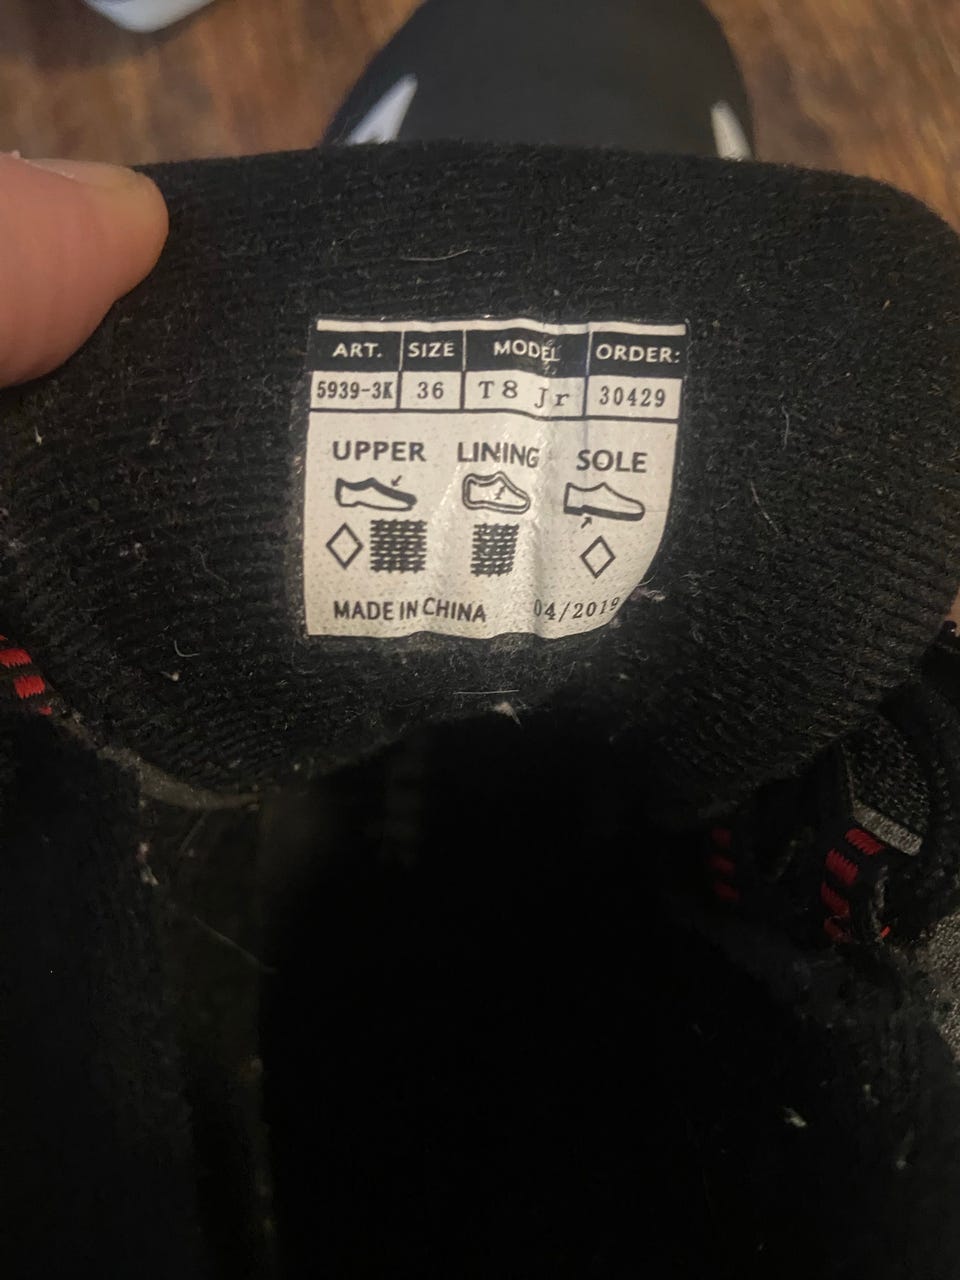 ART. SIZE MODEL ORDER:
5939-3K 36 T8 Jr 30429
UPPER LINING SOLE
MADE IN CHINA 04/2019